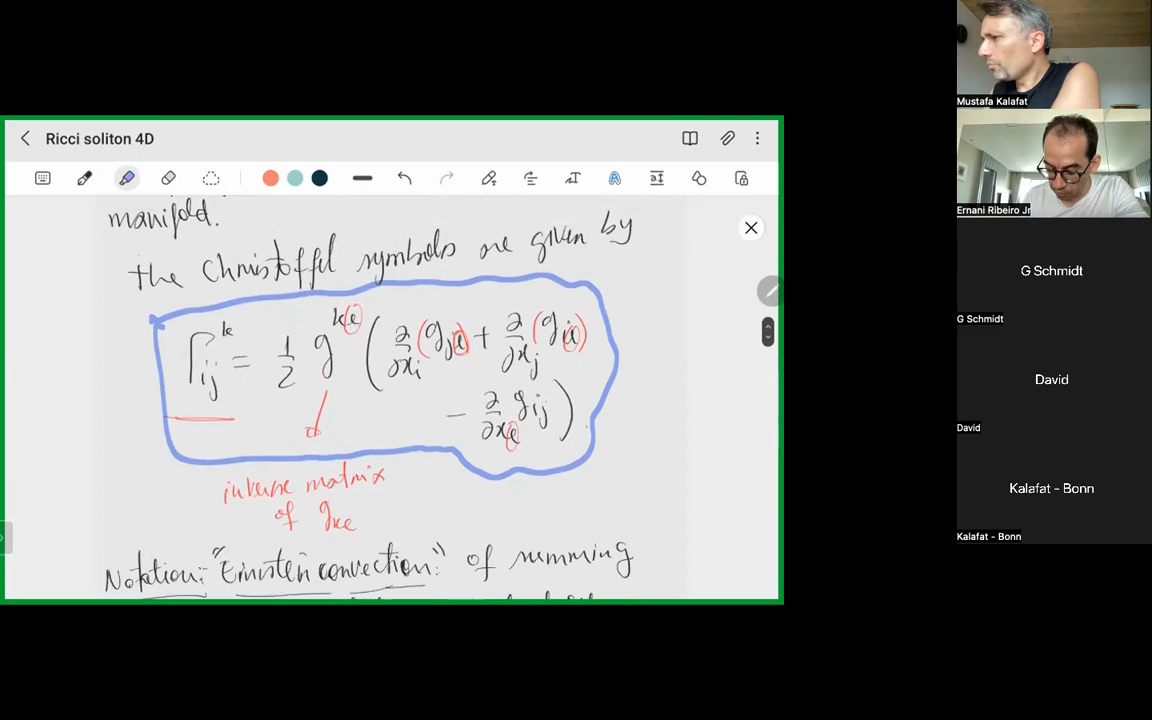 Ricci soliton 4D
manifold.
the Christoffel symbols are given by
Γ^k_ij = 1/2 g^kl ( ∂/∂x_i (g_jl) + ∂/∂x_j (g_il)
− ∂/∂x_l g_ij )
inverse matrix
of g_kl
Notation: "Einstein convection" of summing
Mustafa Kalafat
Ernani Ribeiro Jr
G Schmidt
G Schmidt
David
David
Kalafat - Bonn
Kalafat - Bonn